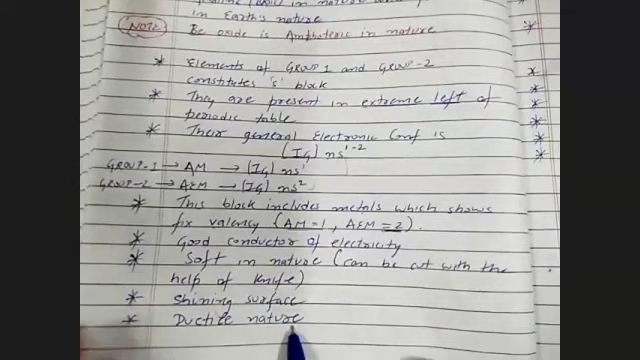 in Earth's nature
NOTE Be oxide is Amphoteric in nature
* Elements of GROUP 1 and GROUP-2
constitutes 's' block
* They are present in extreme left of
periodic table
* Their general Electronic Conf is
[IG] ns¹⁻²
GROUP-1 → AM → [IG] ns¹
GROUP-2 → AEM → [IG] ns²
* This block includes metals which shows
fix valency {AM=1, AEM=2}.
* Good conductor of electricity
* Soft in nature (can be cut with the
help of knife)
* Shining surface
* Ductile nature